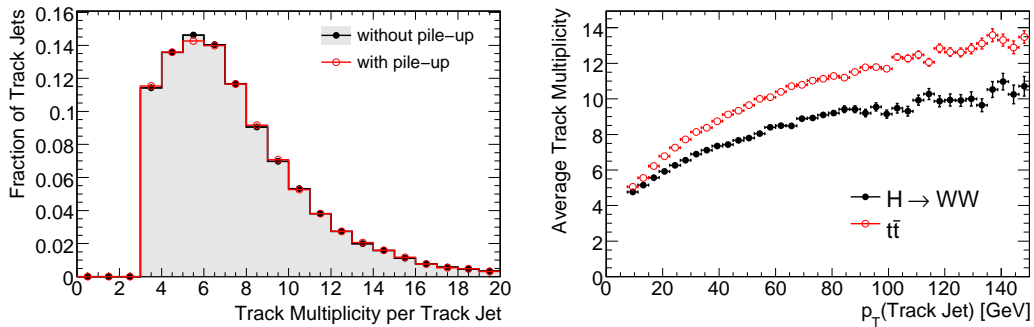 Fraction of Track Jets
0.16
0.14
0.12
0.1
0.08
0.06
0.04
0.02
0
without pile-up
with pile-up
0 2 4 6 8 10 12 14 16 18 20
Track Multiplicity per Track Jet
Average Track Multiplicity
14
12
10
8
6
4
2
0
H → WW
tt̄
0 20 40 60 80 100 120 140
p_T(Track Jet) [GeV]